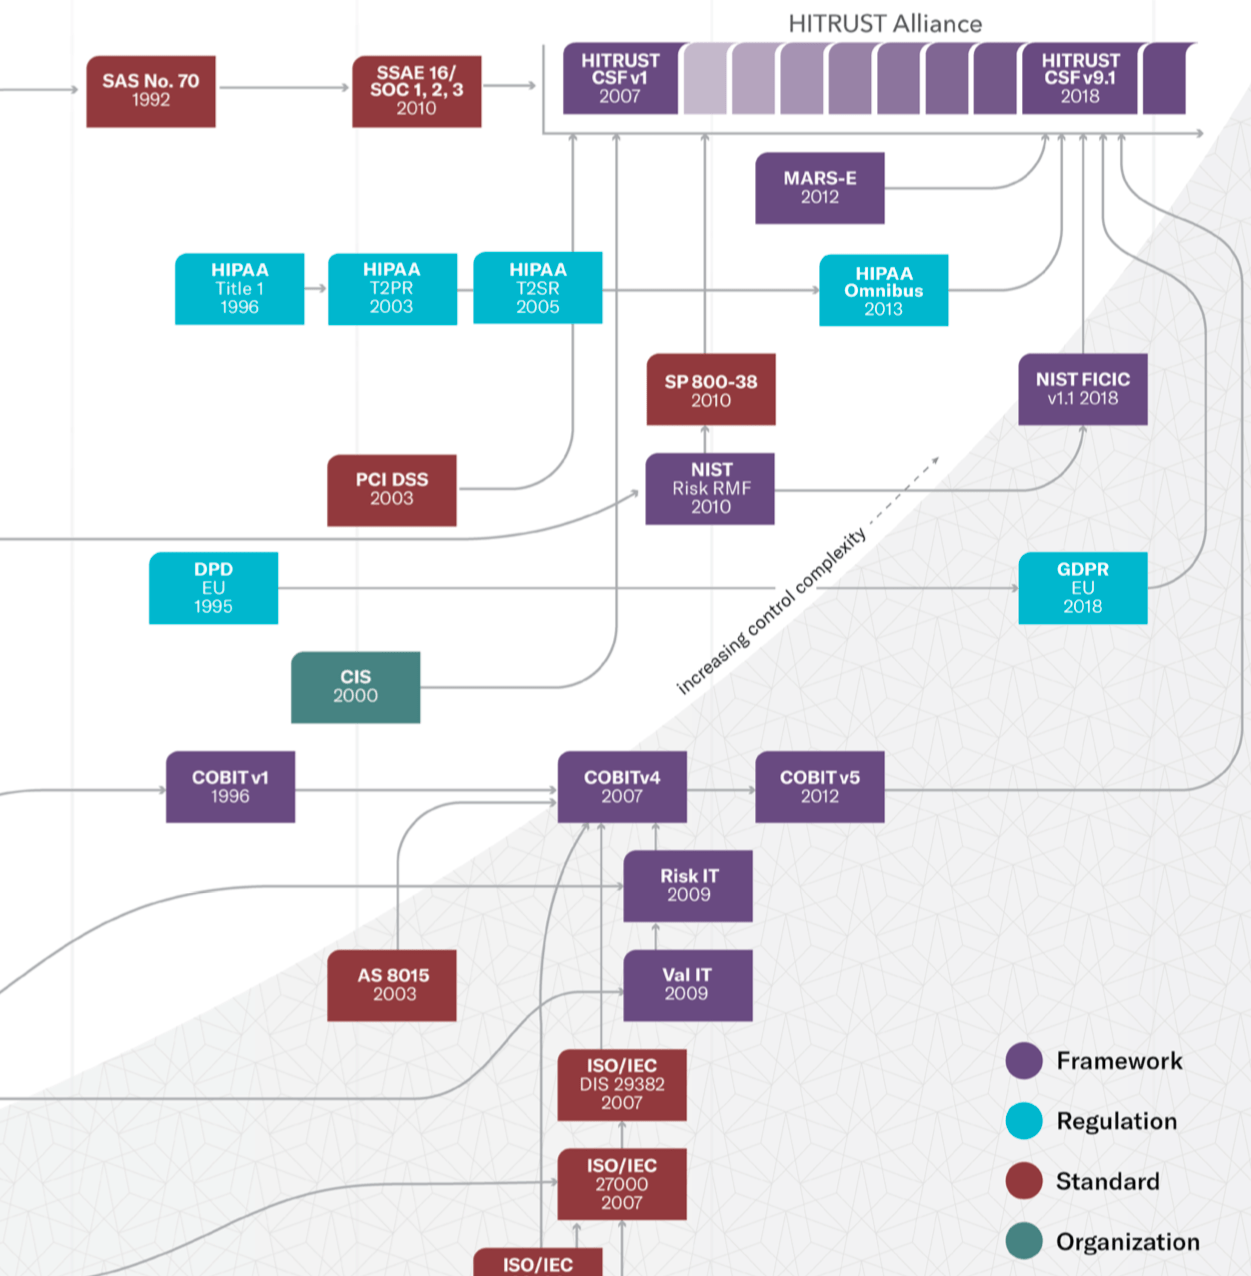 HITRUST Alliance
SAS No. 70
1992
SSAE 16/
SOC 1, 2, 3
2010
HITRUST
CSF v1
2007
HITRUST
CSF v9.1
2018
MARS-E
2012
HIPAA
Title 1
1996
HIPAA
T2PR
2003
HIPAA
T2SR
2005
HIPAA
Omnibus
2013
SP 800-38
2010
NIST FICIC
v1.1 2018
PCI DSS
2003
NIST
Risk RMF
2010
increasing control complexity
DPD
EU
1995
GDPR
EU
2018
CIS
2000
COBIT v1
1996
COBITv4
2007
COBIT v5
2012
Risk IT
2009
AS 8015
2003
Val IT
2009
ISO/IEC
DIS 29382
2007
ISO/IEC
27000
2007
ISO/IEC
Framework
Regulation
Standard
Organization